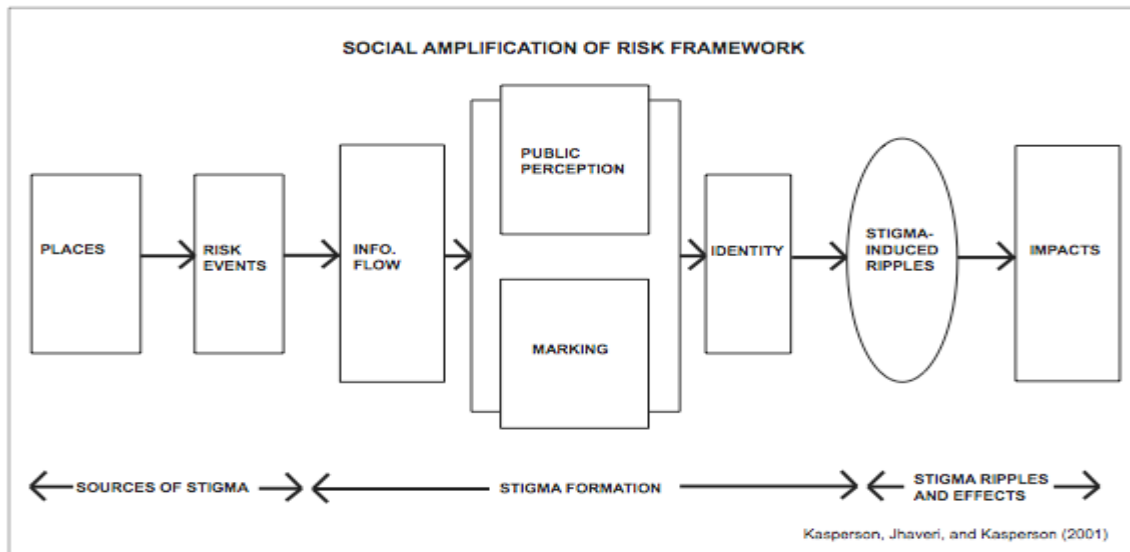 SOCIAL AMPLIFICATION OF RISK FRAMEWORK
PLACES
RISK
EVENTS
INFO.
FLOW
PUBLIC
PERCEPTION
MARKING
IDENTITY
STIGMA-
INDUCED
RIPPLES
IMPACTS
SOURCES OF STIGMA
STIGMA FORMATION
STIGMA RIPPLES
AND EFFECTS
Kasperson, Jhaveri, and Kasperson (2001)